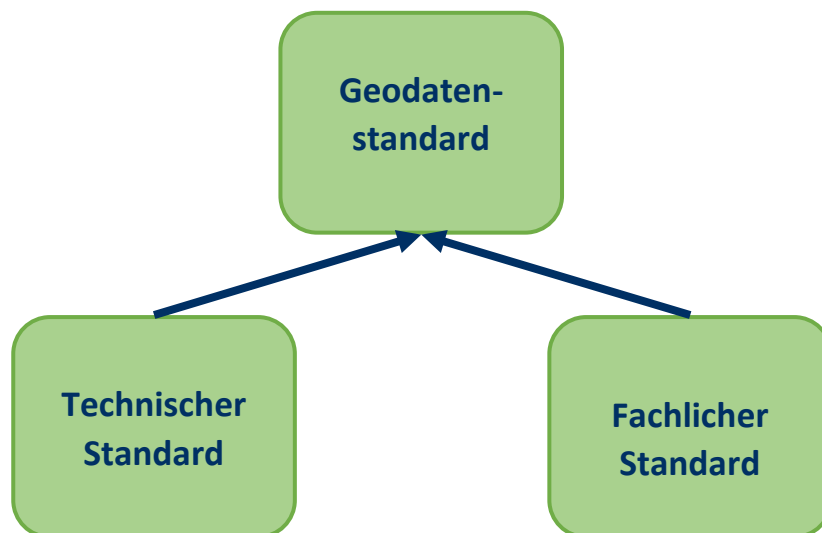 Geodaten-
standard
Technischer
Standard
Fachlicher
Standard